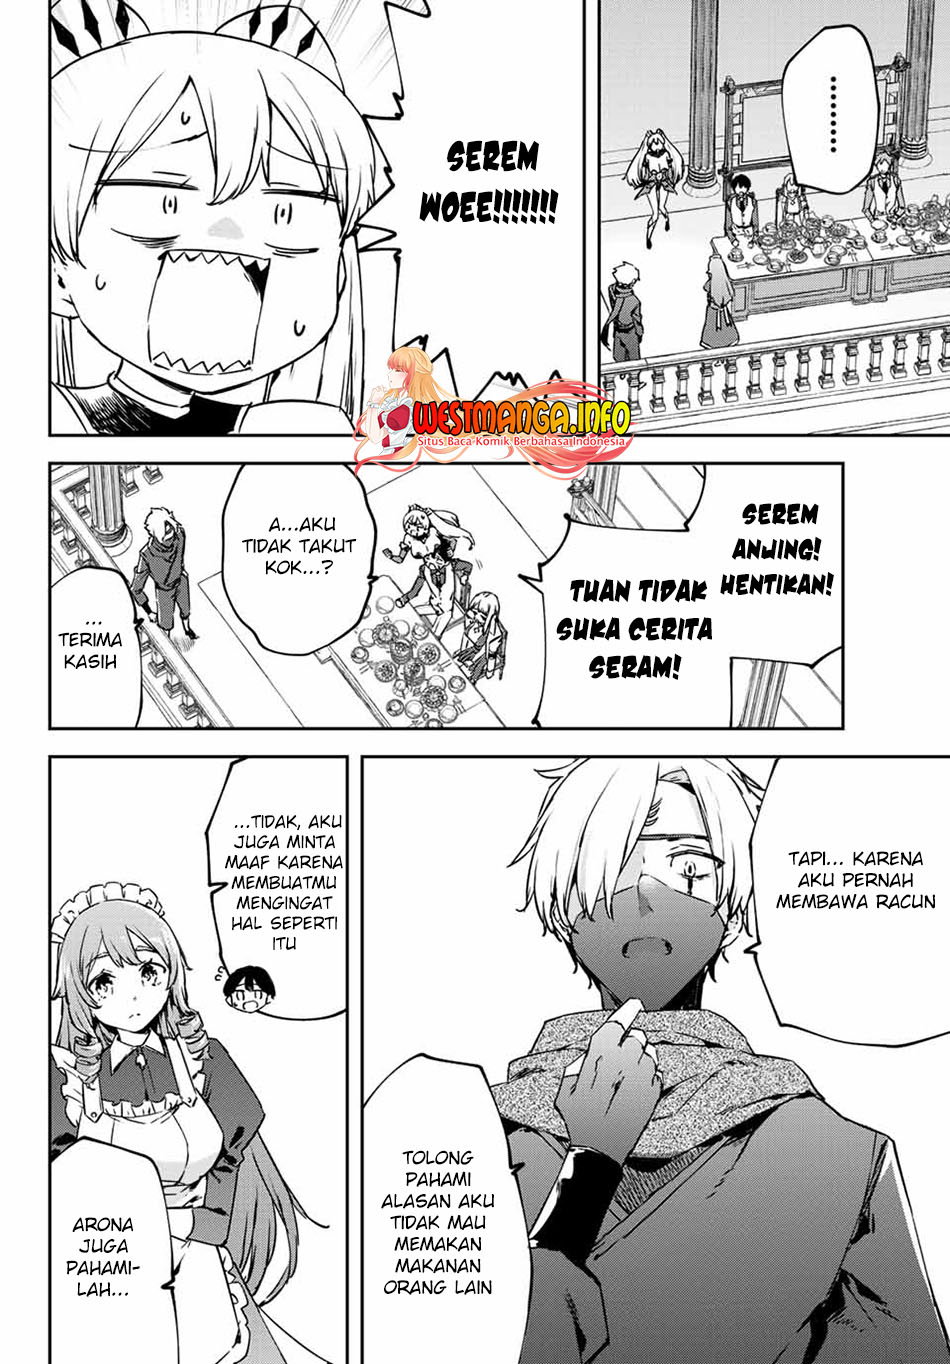 .........
SEREM
WOEE!!!!!!!
WESTMANGA.INFO
Situs Baca Komik Berbahasa Indonesia
SEREM
ANJING!
HENTIKAN!
TUAN TIDAK
SUKA CERITA
SERAM!
A...AKU
TIDAK TAKUT
KOK...?
...
TERIMA
KASIH
TAPI... KARENA
AKU PERNAH
MEMBAWA RACUN
TOLONG
PAHAMI
ALASAN AKU
TIDAK MAU
MEMAKAN
MAKANAN
ORANG LAIN
...TIDAK, AKU
JUGA MINTA
MAAF KARENA
MEMBUATMU
MENGINGAT
HAL SEPERTI
ITU
ARONA
JUGA
PAHAMI-
LAH...